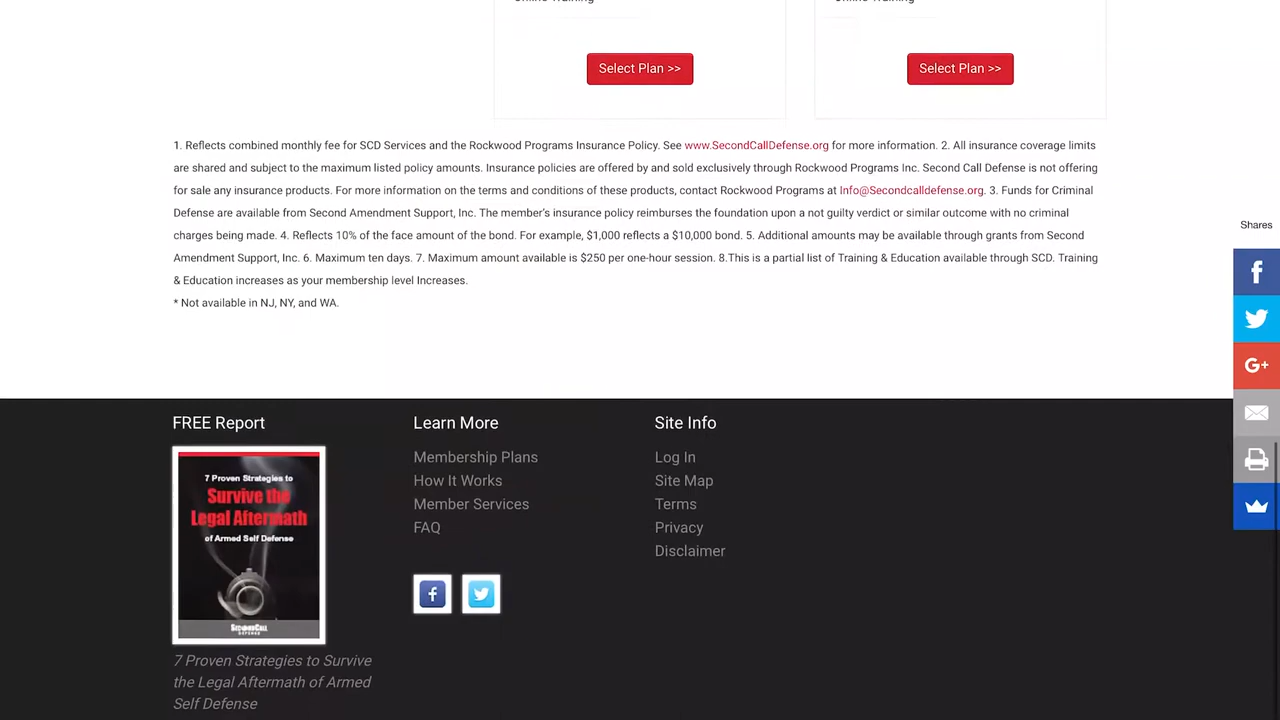 Online Training
Online Training
Select Plan >>
Select Plan >>
1. Reflects combined monthly fee for SCD Services and the Rockwood Programs Insurance Policy. See www.SecondCallDefense.org for more information. 2. All insurance coverage limits
are shared and subject to the maximum listed policy amounts. Insurance policies are offered by and sold exclusively through Rockwood Programs Inc. Second Call Defense is not offering
for sale any insurance products. For more information on the terms and conditions of these products, contact Rockwood Programs at Info@Secondcalldefense.org. 3. Funds for Criminal
Defense are available from Second Amendment Support, Inc. The member's insurance policy reimburses the foundation upon a not guilty verdict or similar outcome with no criminal
charges being made. 4. Reflects 10% of the face amount of the bond. For example, $1,000 reflects a $10,000 bond. 5. Additional amounts may be available through grants from Second
Amendment Support, Inc. 6. Maximum ten days. 7. Maximum amount available is $250 per one-hour session. 8.This is a partial list of Training & Education available through SCD. Training
& Education increases as your membership level Increases.
* Not available in NJ, NY, and WA.
Shares
G+
FREE Report
7 Proven Strategies to
Survive the
Legal Aftermath
of Armed Self Defense
SECONDCALL
DEFENSE
7 Proven Strategies to Survive
the Legal Aftermath of Armed
Self Defense
Learn More
Membership Plans
How It Works
Member Services
FAQ
Site Info
Log In
Site Map
Terms
Privacy
Disclaimer